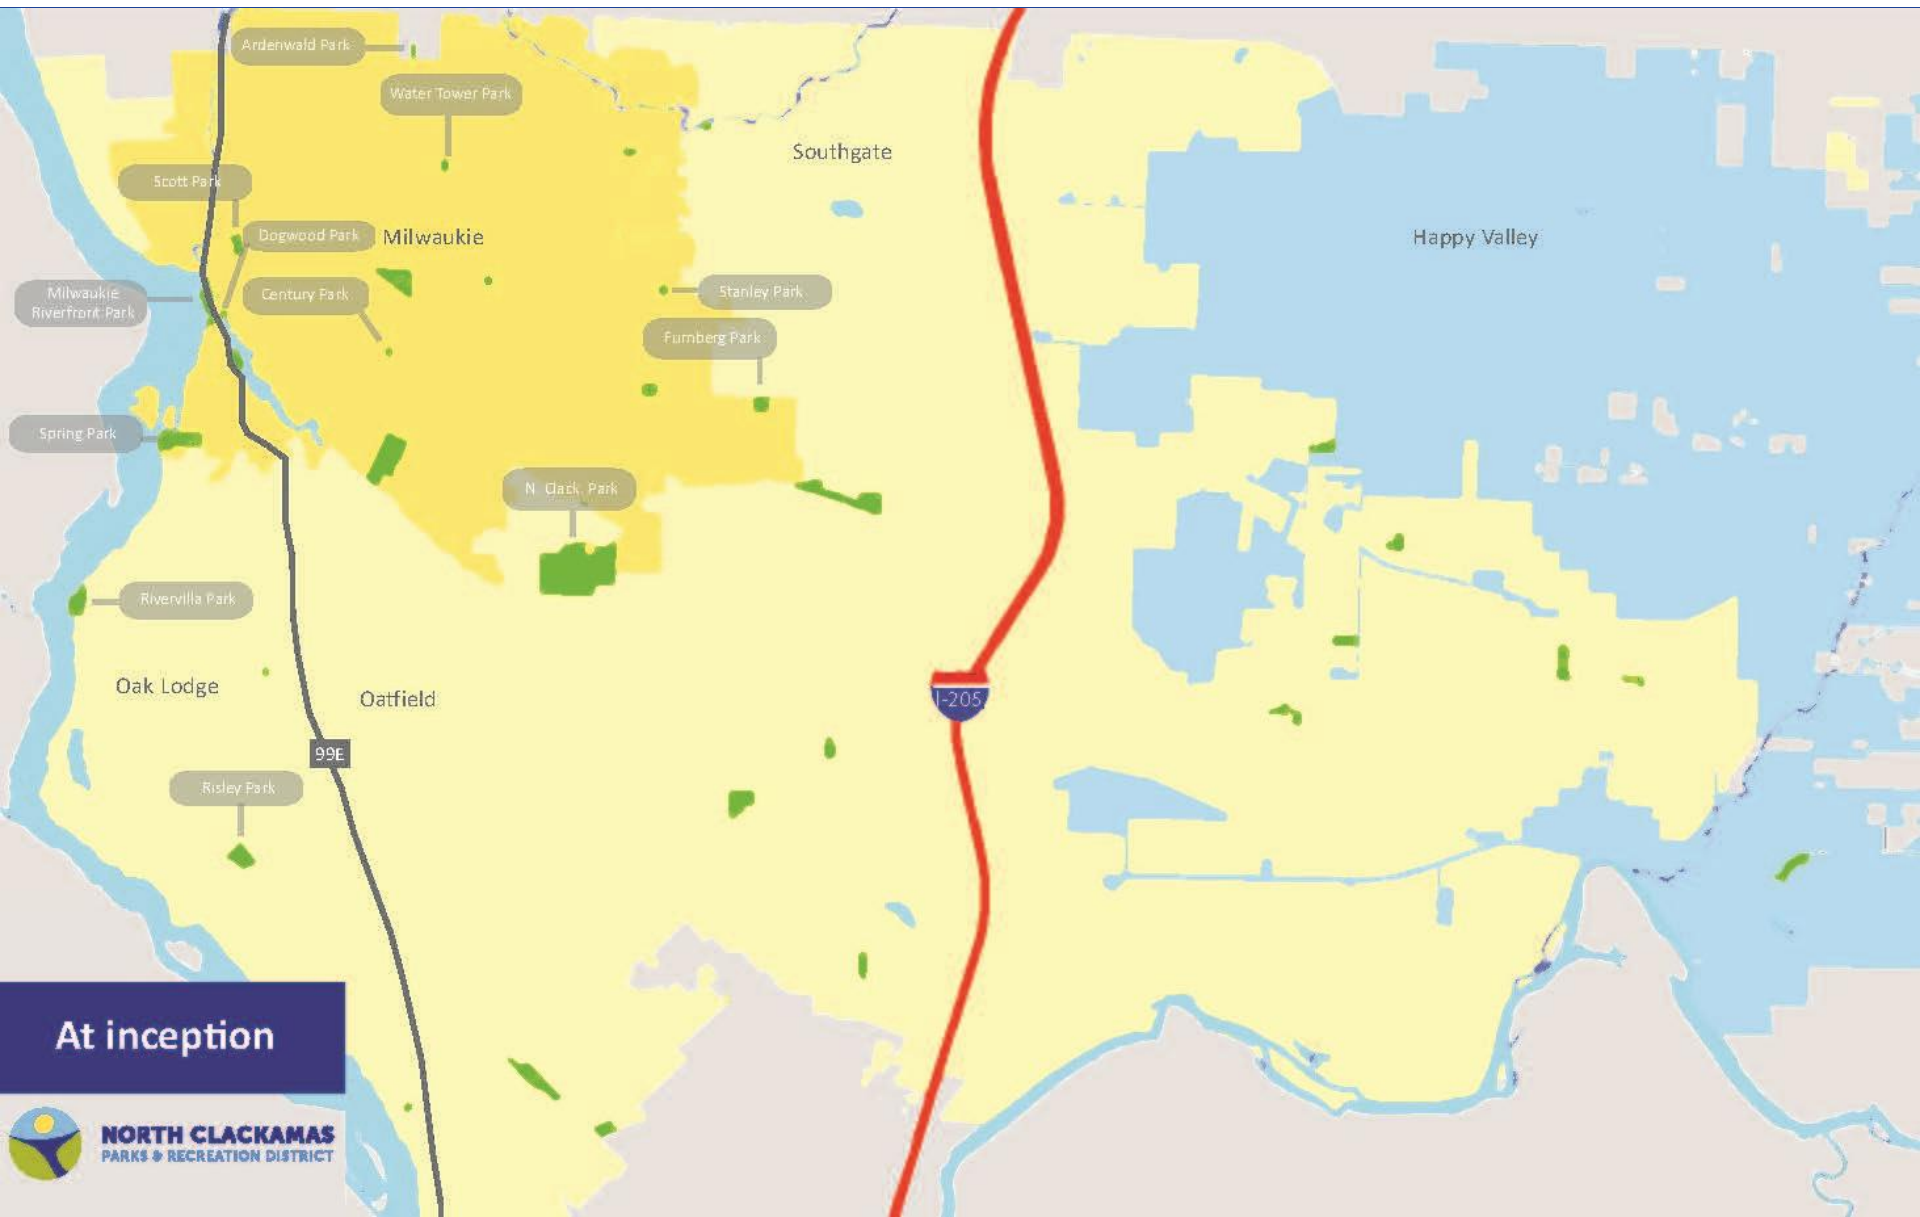 Ardenwald Park
Water Tower Park
Southgate
Scott Park
Dogwood Park
Milwaukie
Happy Valley
Milwaukie
Riverfront Park
Century Park
Stanley Park
Furnberg Park
Spring Park
N. Clack. Park
Rivervilla Park
Oak Lodge
Oatfield
I-205
99E
Risley Park
At inception
NORTH CLACKAMAS
PARKS & RECREATION DISTRICT